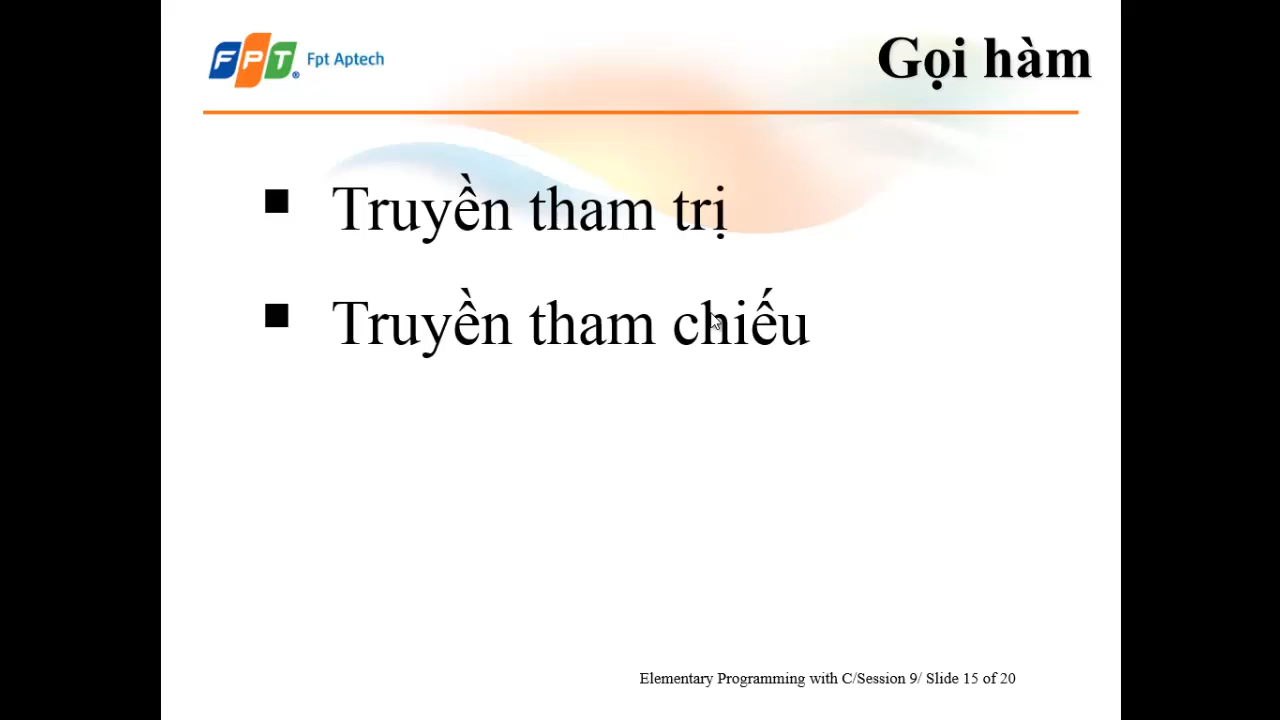 FPT® Fpt Aptech
Gọi hàm
Truyền tham trị
Truyền tham chiếu
Elementary Programming with C/Session 9/ Slide 15 of 20